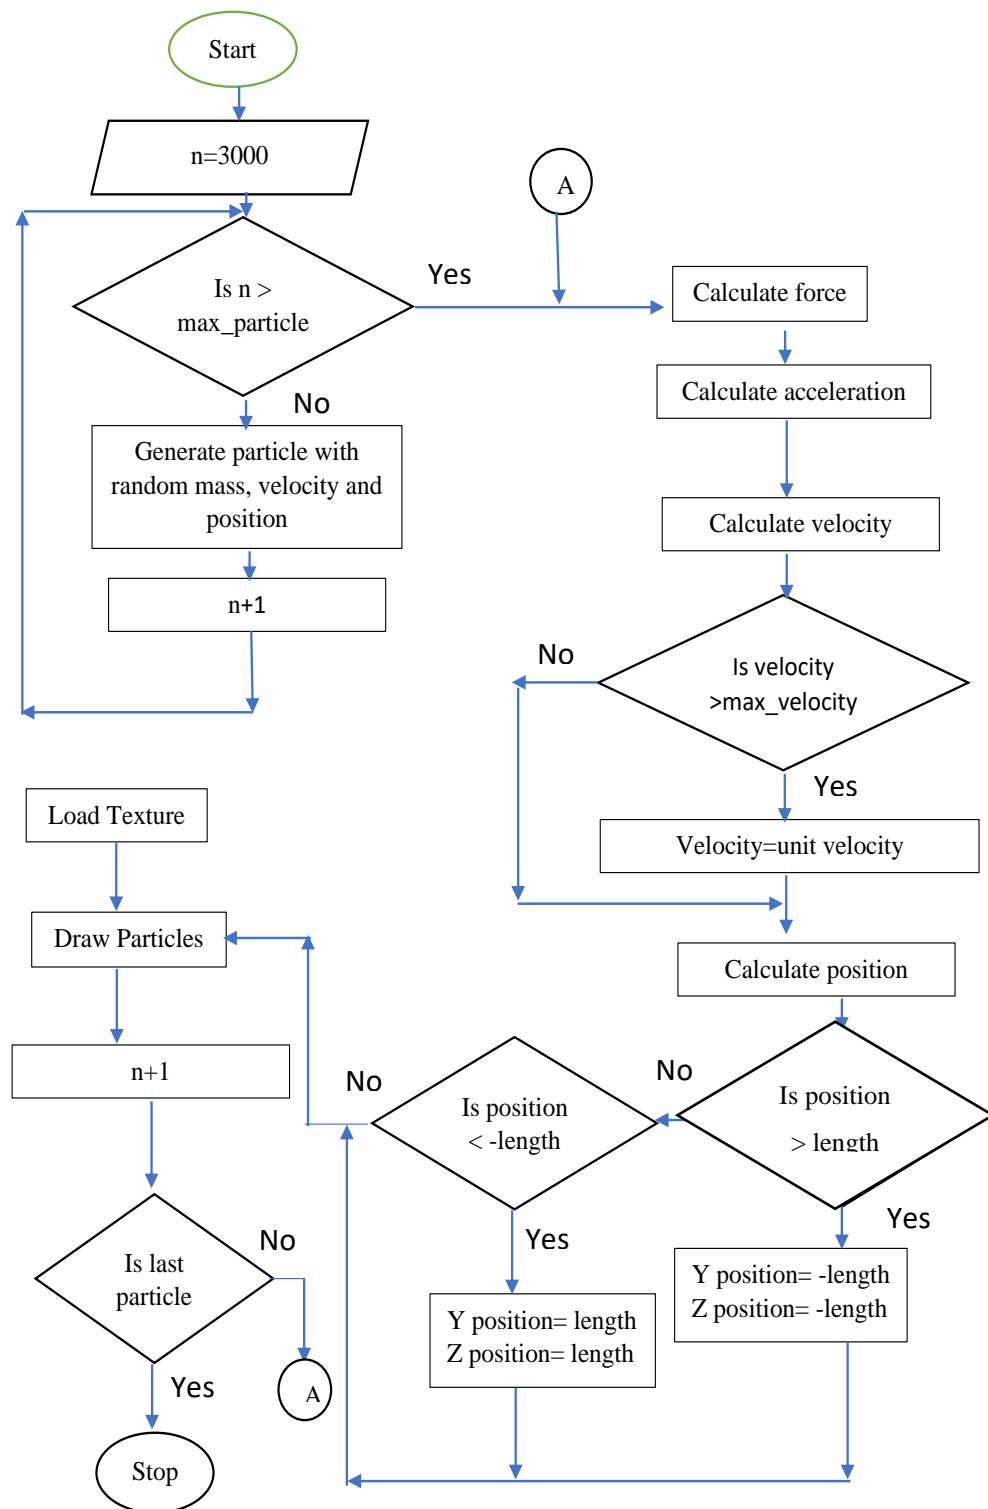 Start
n=3000
A
Is n >
max_particle
Yes
No
Generate particle with
random mass, velocity and
position
n+1
Calculate force
Calculate acceleration
Calculate velocity
Is velocity
>max_velocity
No
Yes
Velocity=unit velocity
Calculate position
Is position
> length
No
Yes
Y position= -length
Z position= -length
Is position
< -length
No
Yes
Y position= length
Z position= length
Load Texture
Draw Particles
n+1
Is last
particle
No
A
Yes
Stop